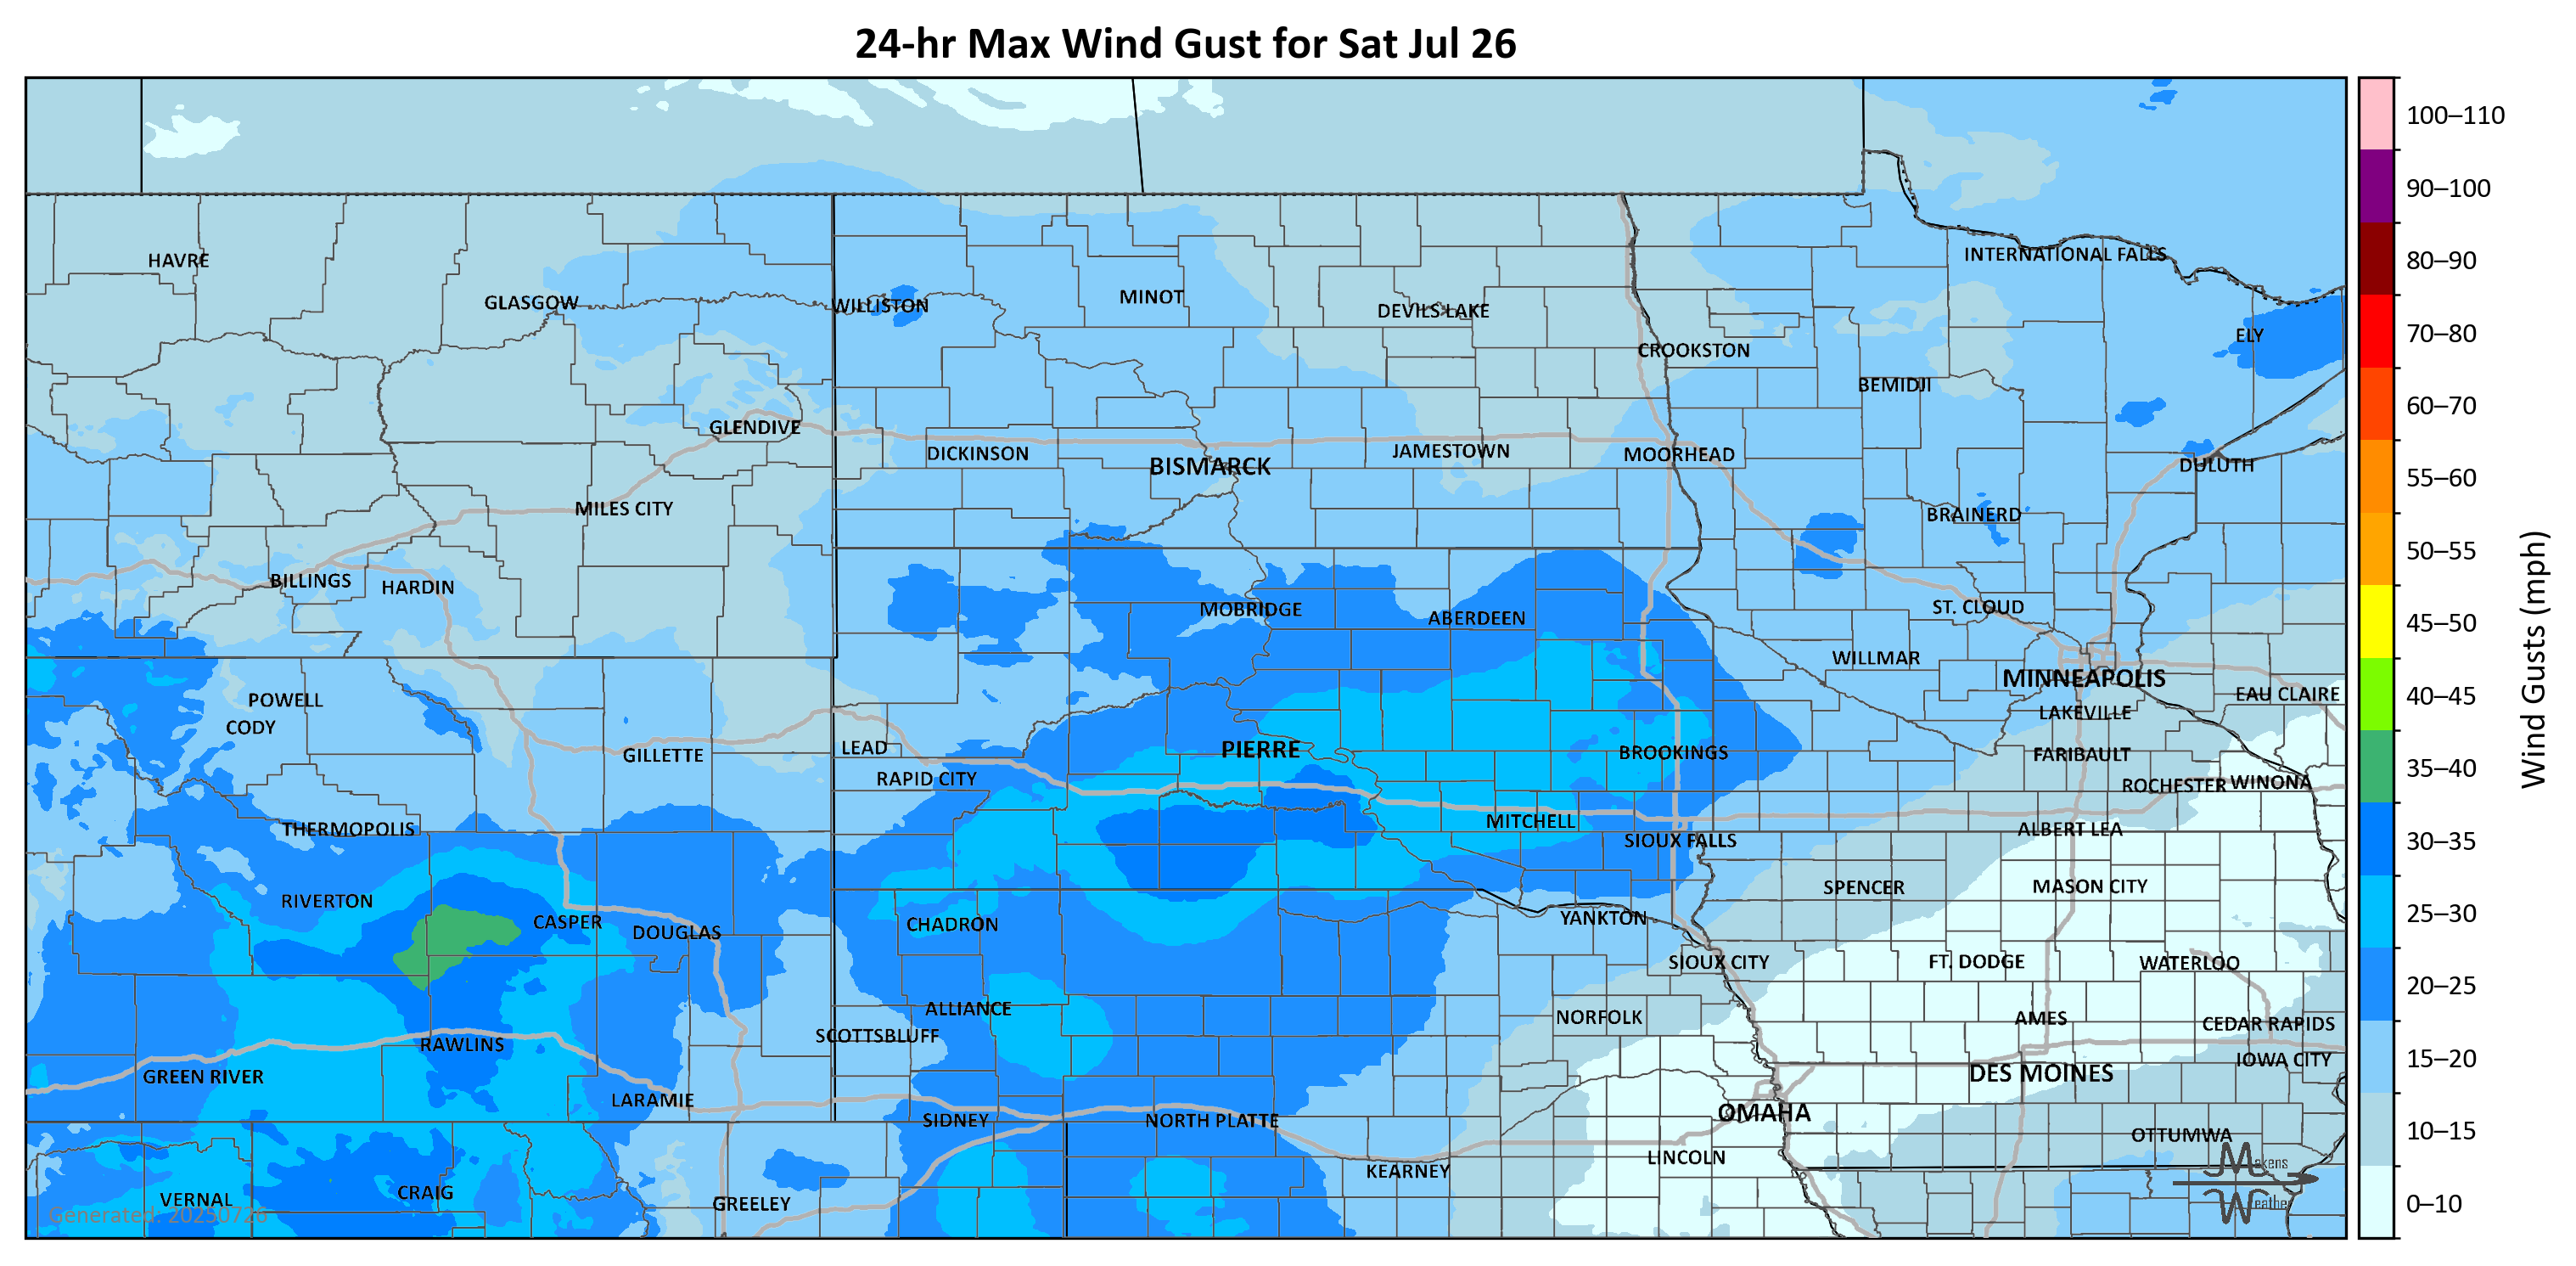 24-hr Max Wind Gust for Sat Jul 26
100–110
90–100
80–90
70–80
60–70
55–60
50–55
45–50
40–45
35–40
30–35
25–30
20–25
15–20
10–15
0–10
Wind Gusts (mph)
HAVRE
INTERNATIONAL FALLS
GLASGOW
WILLISTON
MINOT
DEVILS LAKE
ELY
CROOKSTON
BEMIDJI
GLENDIVE
DICKINSON
BISMARCK
JAMESTOWN
MOORHEAD
DULUTH
MILES CITY
BRAINERD
BILLINGS
HARDIN
MOBRIDGE
ABERDEEN
ST. CLOUD
WILLMAR
MINNEAPOLIS
EAU CLAIRE
POWELL
LAKEVILLE
CODY
GILLETTE
LEAD
PIERRE
BROOKINGS
FARIBAULT
RAPID CITY
ROCHESTER
WINONA
THERMOPOLIS
MITCHELL
ALBERT LEA
SIOUX FALLS
SPENCER
MASON CITY
RIVERTON
CASPER
DOUGLAS
CHADRON
YANKTON
SIOUX CITY
FT. DODGE
WATERLOO
ALLIANCE
NORFOLK
AMES
CEDAR RAPIDS
SCOTTSBLUFF
RAWLINS
IOWA CITY
GREEN RIVER
DES MOINES
LARAMIE
SIDNEY
NORTH PLATTE
OMAHA
OTTUMWA
LINCOLN
KEARNEY
VERNAL
CRAIG
GREELEY
Generated: 20250726
Makens
Weather